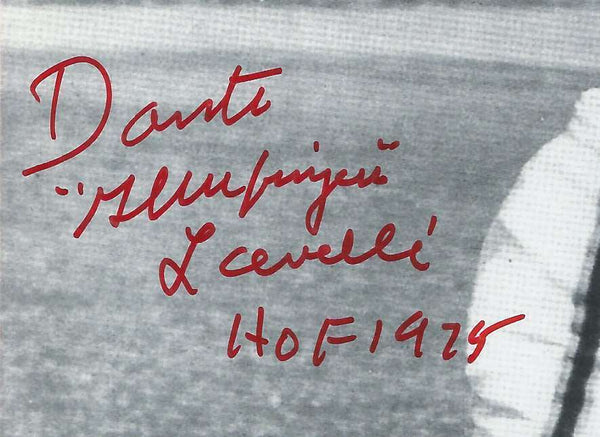 Dante
"Gluefingers"
Lavelli
HOF 1975